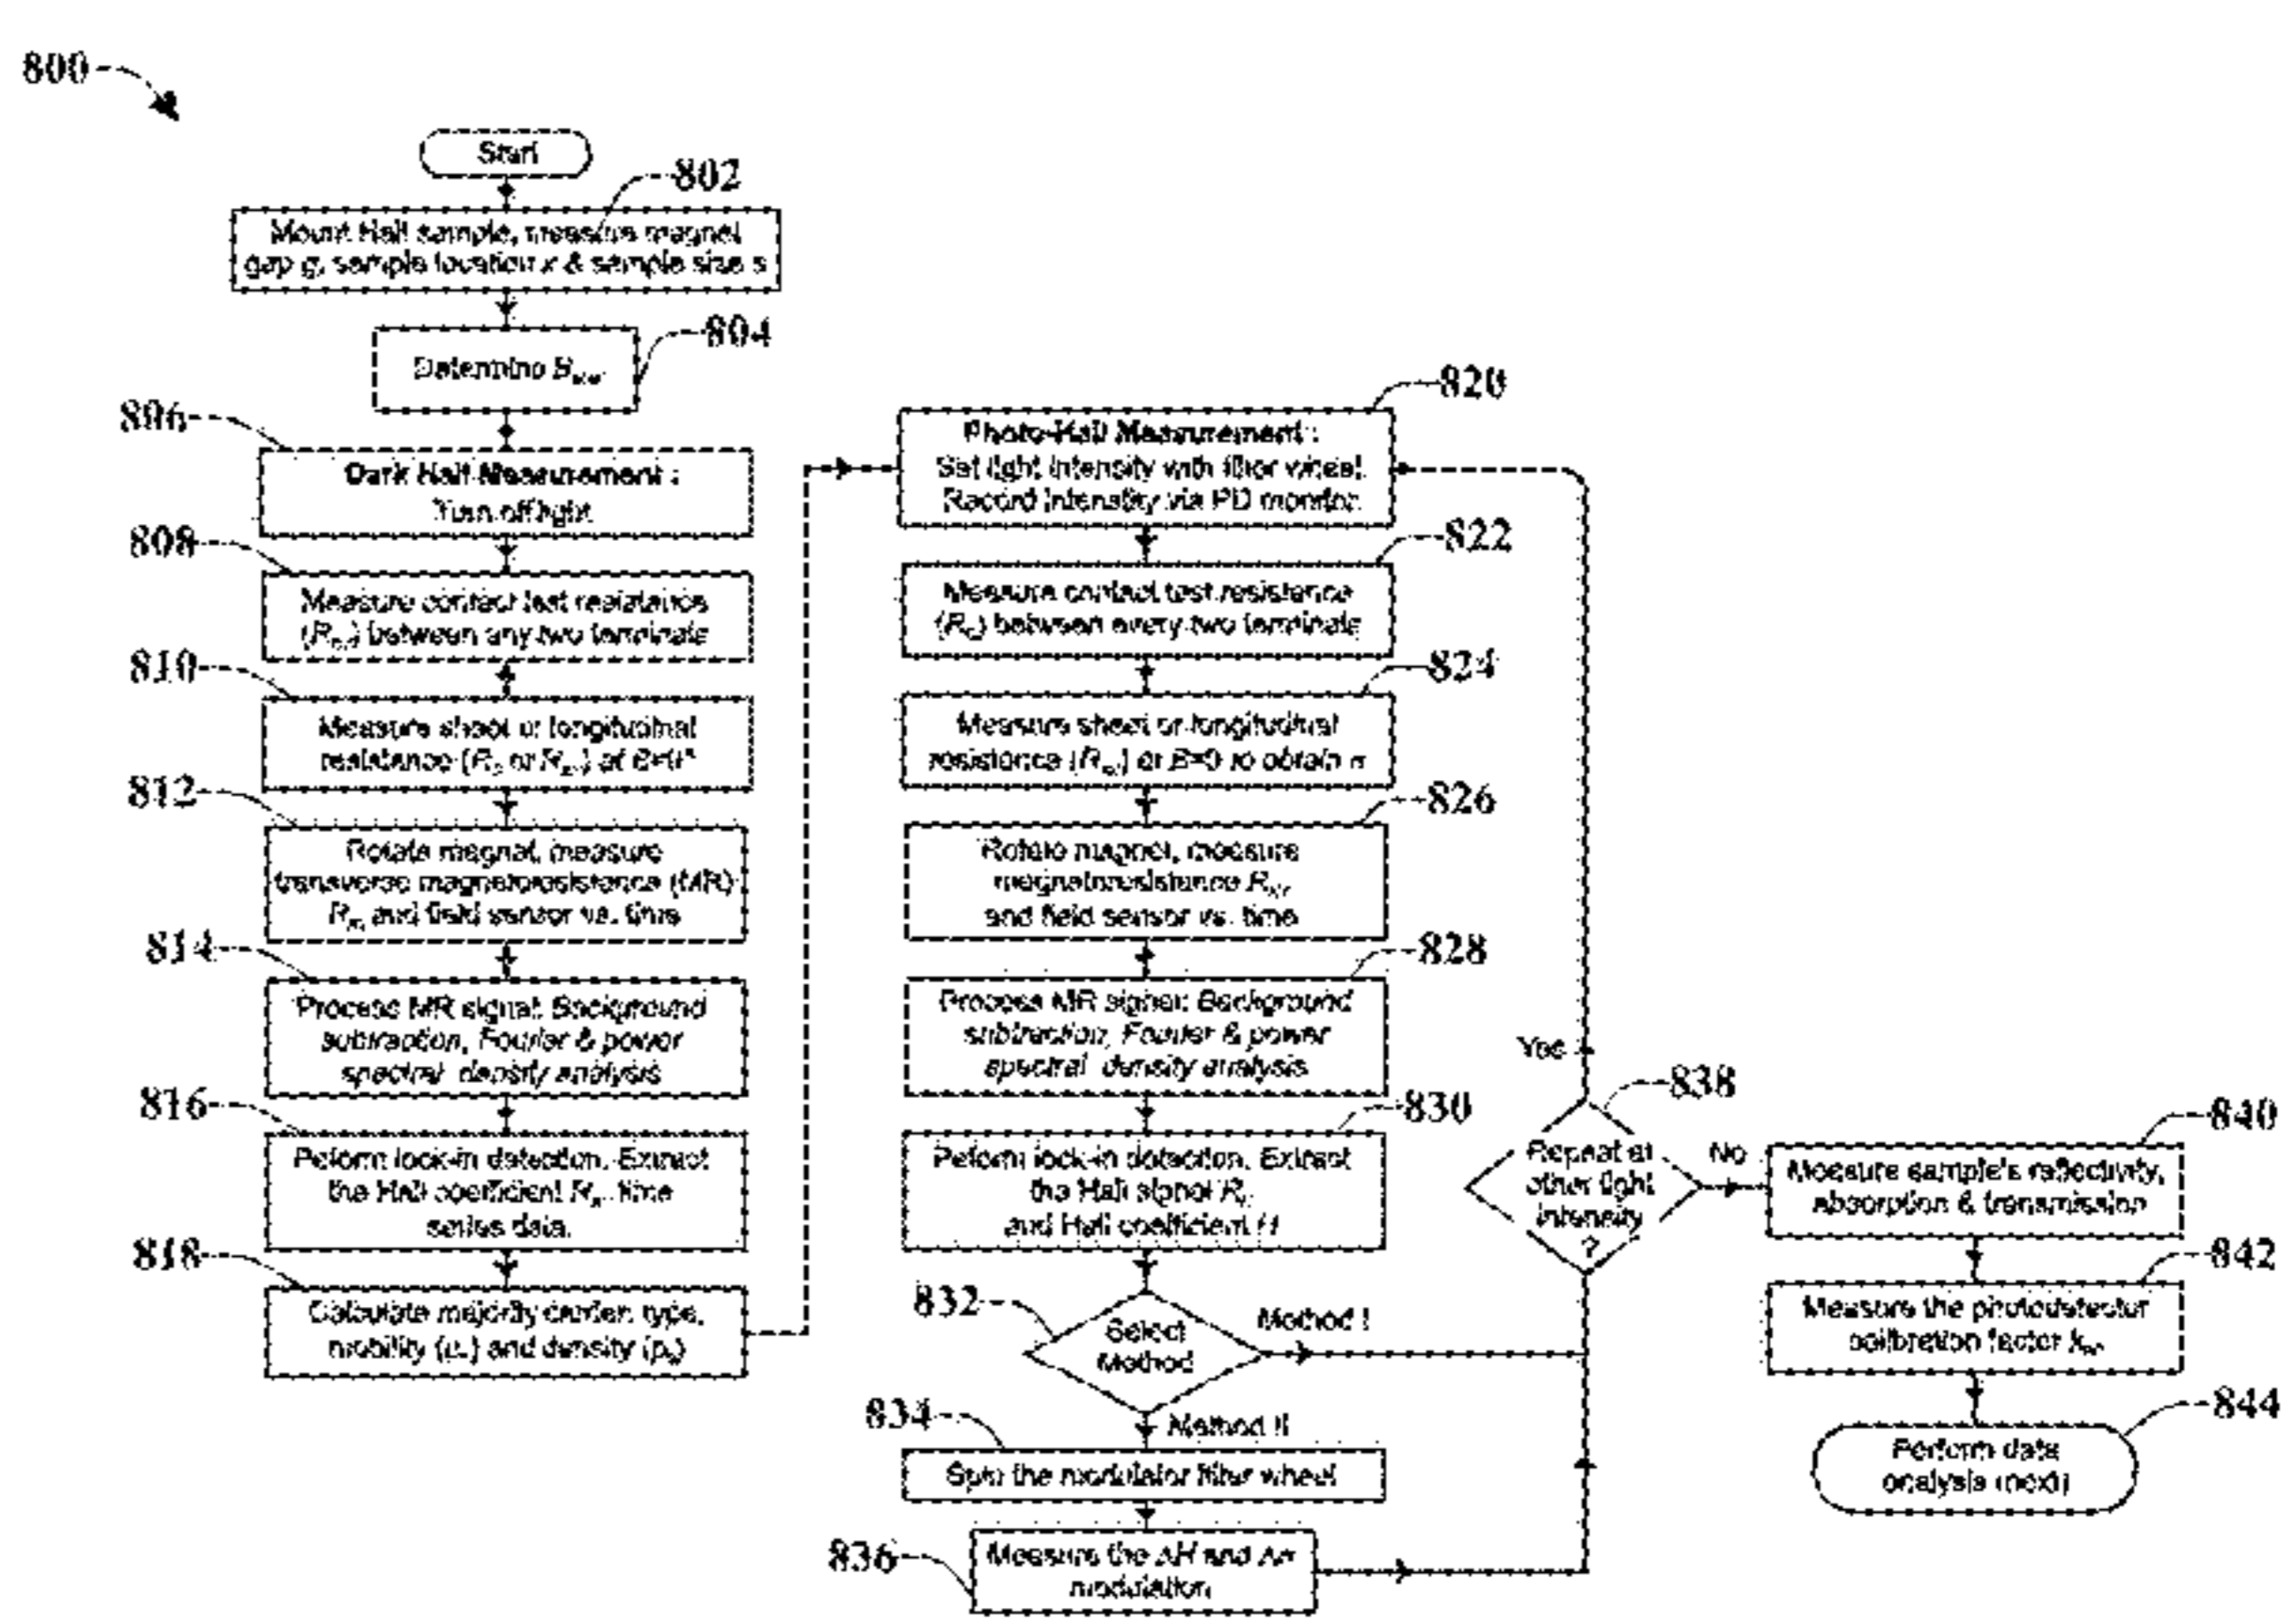 800
Start
802
Mount Hall sample, measure magnet
gap g, sample location x & sample size s
804
Determine
806
Dark Hall Measurement :
Turn off light
808
Measure contact test resistance
between any two terminals
810
Measure sheet or longitudinal
resistance
812
Rotate magnet, measure
transverse magnetoresistance (MR)
and field sensor vs. time
814
Process MR signal: Background
subtraction, Fourier & power
spectral density analysis
816
Peform lock-in detection. Extract
the Hall coefficient time
series data.
818
Calculate majority carrier type,
mobility and density
820
Photo-Hall Measurement :
Set light intensity with filter wheel.
Record intensity via PD monitor.
822
Measure contact test resistance
between every two terminals
824
Measure sheet or longitudinal
resistance B=0 to obtain σ
826
Rotate magnet, measure
magnetoresistance
and field sensor vs. time
828
Process MR signal: Background
subtraction, Fourier & power
spectral density analysis
830
Peform lock-in detection. Extract
the Hall signal
and Hall coefficient H
832
Select
Method
Method I
Method II
834
Spin the modulator filter wheel
836
Measure the ΔH and Δσ
modulation
Yes
838
Repeat at
other light
intensity
?
No
840
Measure sample's reflectivity,
absorption & transmission
842
Measure the photodetector
calibration factor
844
Perform data
analysis (next)